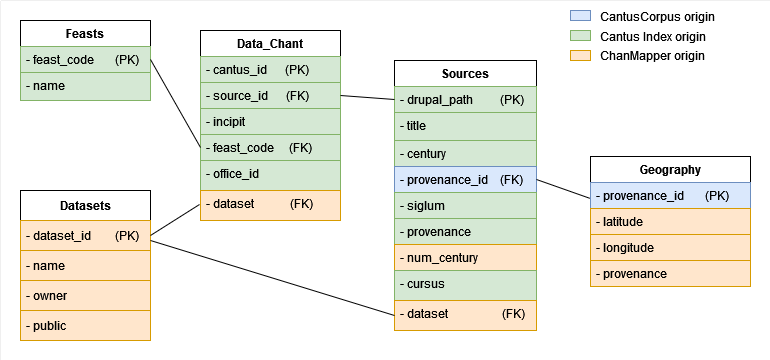 CantusCorpus origin
Cantus Index origin
ChanMapper origin
Feasts
- feast_code (PK)
- name
Data_Chant
- cantus_id (PK)
- source_id (FK)
- incipit
- feast_code (FK)
- office_id
- dataset (FK)
Sources
- drupal_path (PK)
- title
- century
- provenance_id (FK)
- siglum
- provenance
- num_century
- cursus
- dataset (FK)
Geography
- provenance_id (PK)
- latitude
- longitude
- provenance
Datasets
- dataset_id (PK)
- name
- owner
- public